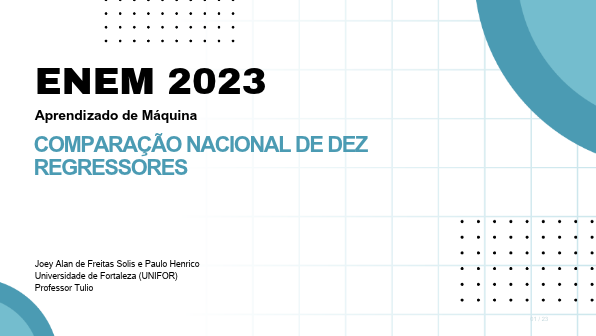 ENEM 2023
Aprendizado de Máquina
COMPARAÇÃO NACIONAL DE DEZ
REGRESSORES
Joey Alan de Freitas Solis e Paulo Henrico
Universidade de Fortaleza (UNIFOR)
Professor Tulio